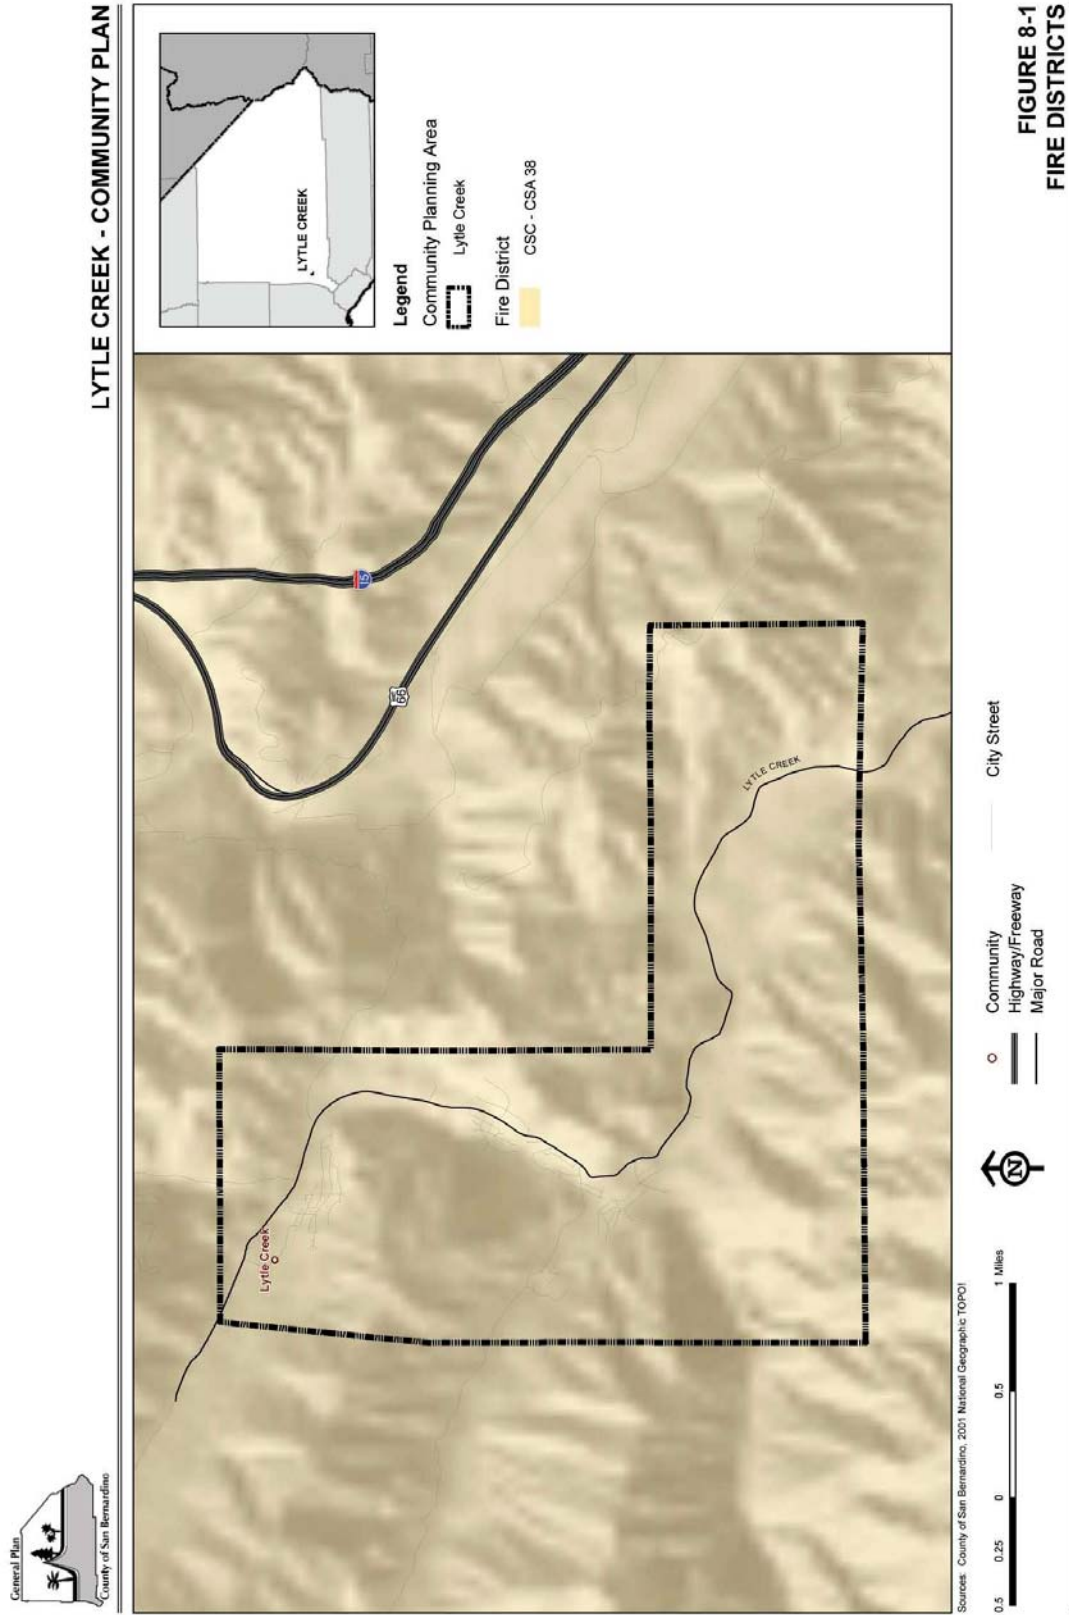 General Plan
County of San Bernardino
LYTLE CREEK - COMMUNITY PLAN
LYTLE CREEK
Legend
Community Planning Area
Lytle Creek
Fire District
CSC - CSA 38
15
66
Lytle Creek
LYTLE CREEK
Sources: County of San Bernardino, 2001 National Geographic TOPO!
0.5 0.25 0 0.5 1 Miles
N
Community
Highway/Freeway
Major Road
City Street
FIGURE 8-1
FIRE DISTRICTS